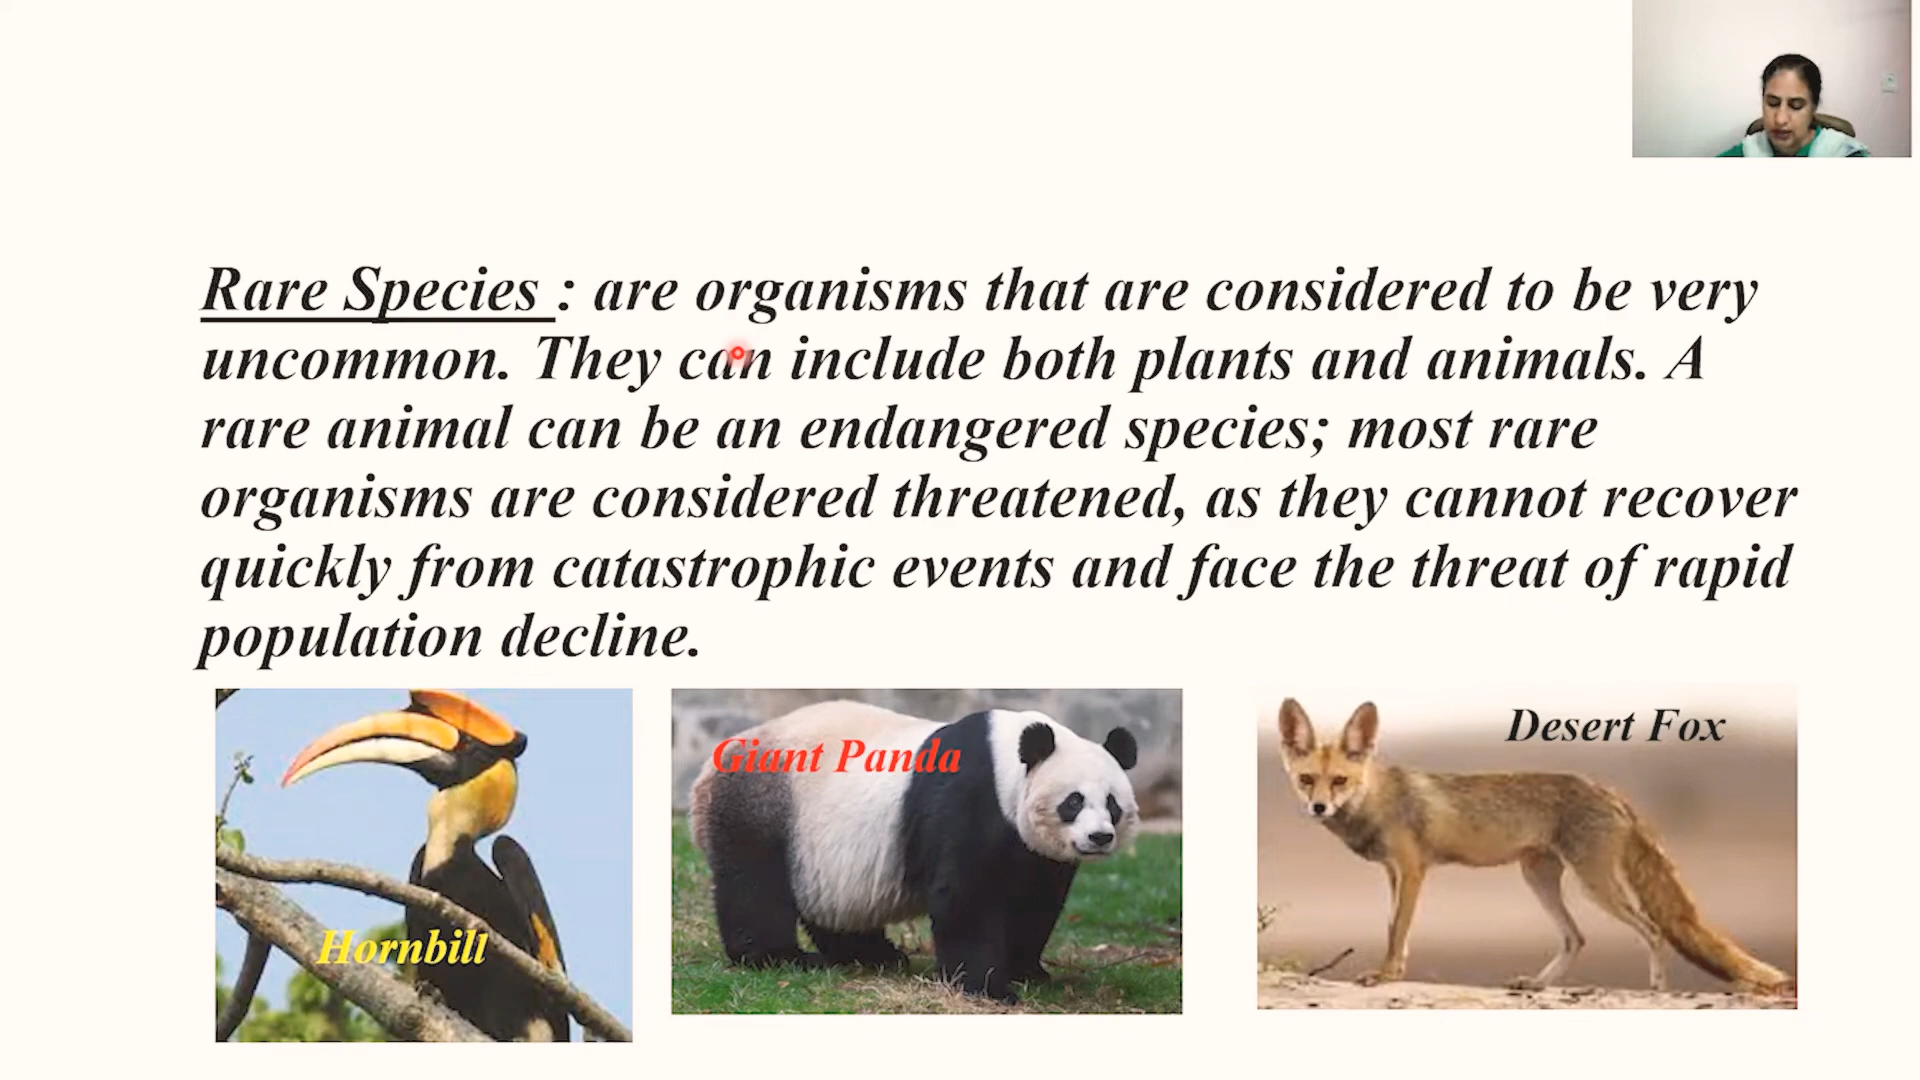 Rare Species : are organisms that are considered to be very
uncommon. They can include both plants and animals. A
rare animal can be an endangered species; most rare
organisms are considered threatened, as they cannot recover
quickly from catastrophic events and face the threat of rapid
population decline.
Giant Panda
Desert Fox
Hornbill